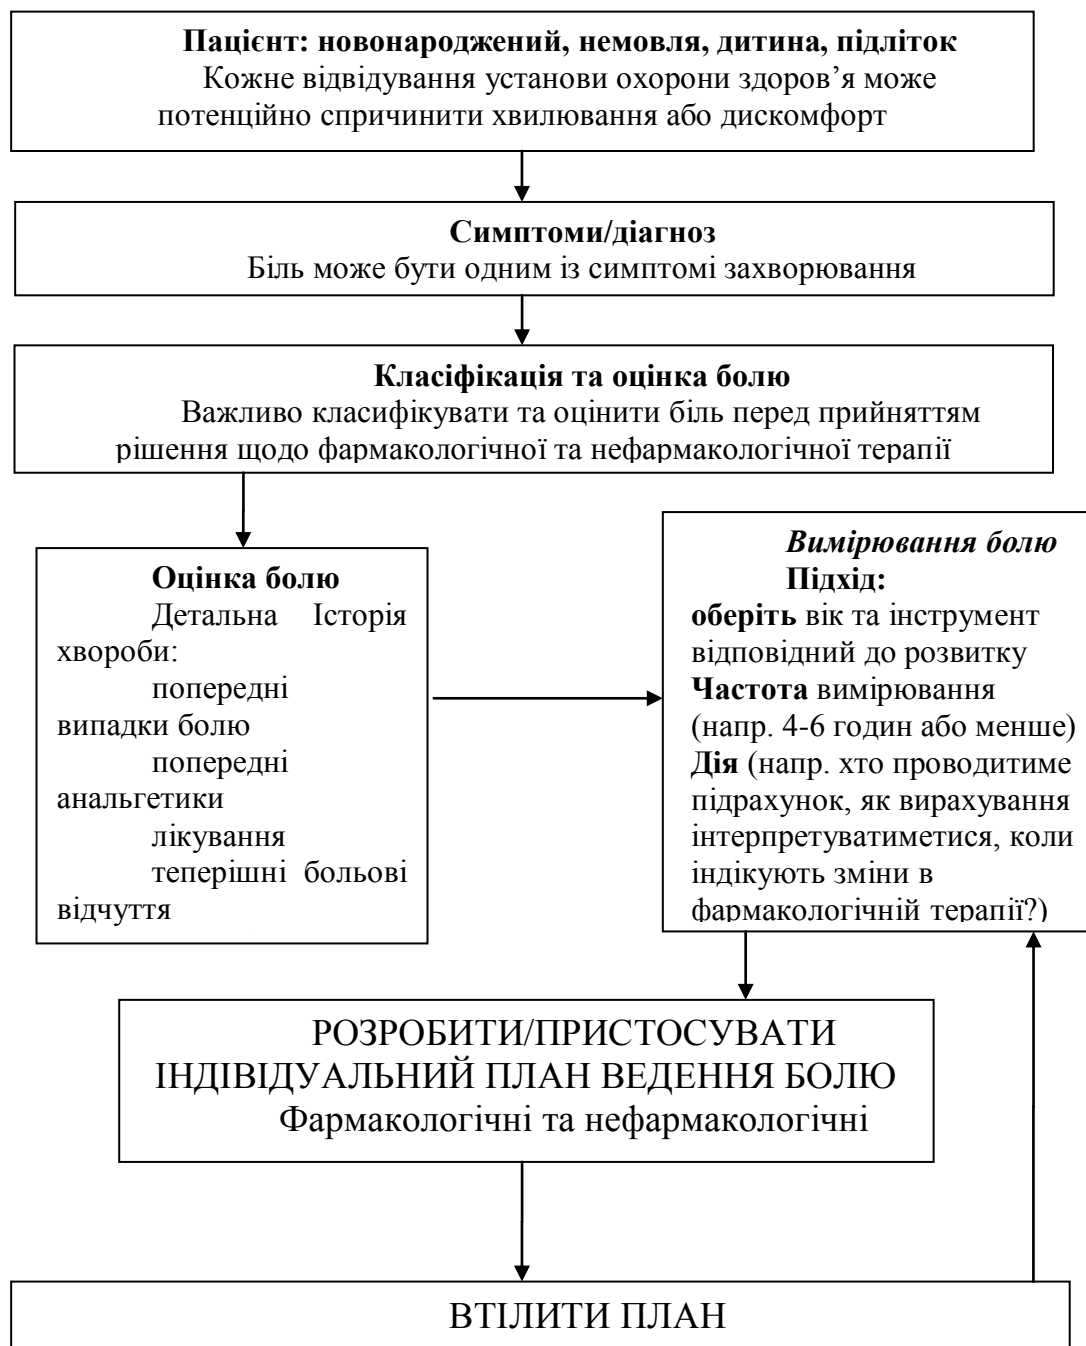 Пацієнт: новонароджений, немовля, дитина, підліток
Кожне відвідування установи охорони здоров’я може
потенційно спричинити хвилювання або дискомфорт
Симптоми/діагноз
Біль може бути одним із симптомі захворювання
Класіфікація та оцінка болю
Важливо класифікувати та оцінити біль перед прийняттям
рішення щодо фармакологічної та нефармакологічної терапії
Оцінка болю
Детальна Історія
хвороби:
попередні
випадки болю
попередні
анальгетики
лікування
теперішні больові
відчуття
Вимірювання болю
Підхід:
оберіть вік та інструмент
відповідний до розвитку
Частота вимірювання
(напр. 4-6 годин або менше)
Дія (напр. хто проводитиме
підрахунок, як вирахування
інтерпретуватиметися, коли
індікують зміни в
фармакологічній терапії?)
РОЗРОБИТИ/ПРИСТОСУВАТИ
ІНДІВІДУАЛЬНИЙ ПЛАН ВЕДЕННЯ БОЛЮ
Фармакологічні та нефармакологічні
ВТІЛИТИ ПЛАН